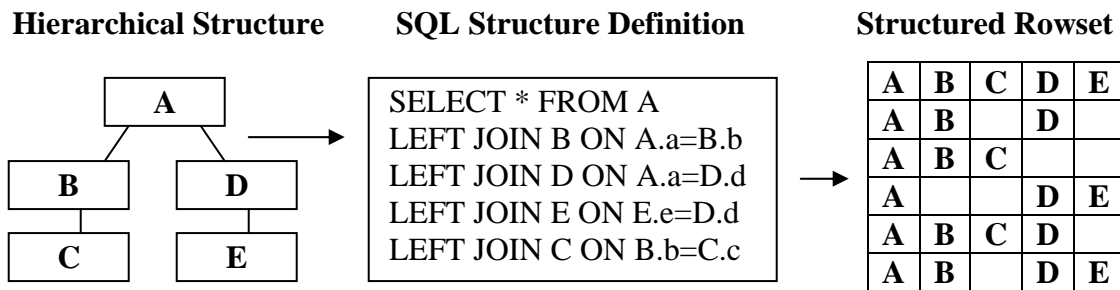 Hierarchical Structure
SQL Structure Definition
Structured Rowset
A
B D
C E
SELECT * FROM A
LEFT JOIN B ON A.a=B.b
LEFT JOIN D ON A.a=D.d
LEFT JOIN E ON E.e=D.d
LEFT JOIN C ON B.b=C.c
A B C D E
A B D
A B C
A D E
A B C D
A B D E